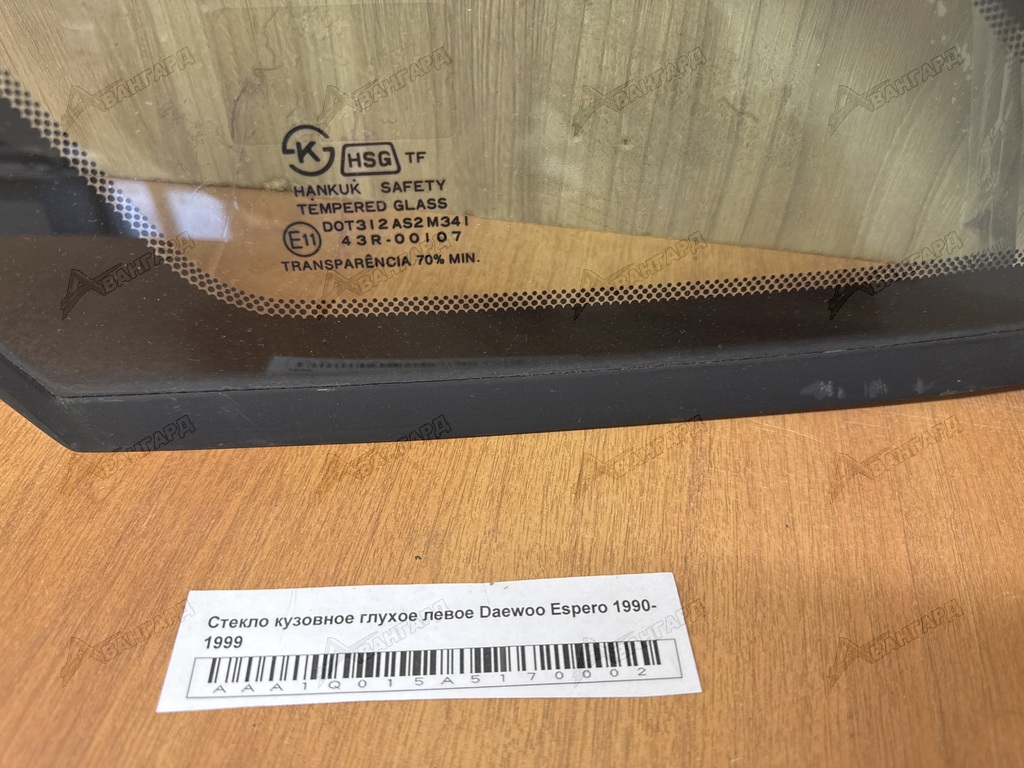 K HSG TF
HANKUK SAFETY
TEMPERED GLASS
DOT312 AS2 M341
E11 43R-00107
TRANSPARÊNCIA 70% MIN.
Стекло кузовное глухое левое Daewoo Espero 1990-
1999
AAA1Q015A5170002
АВАНГАРД